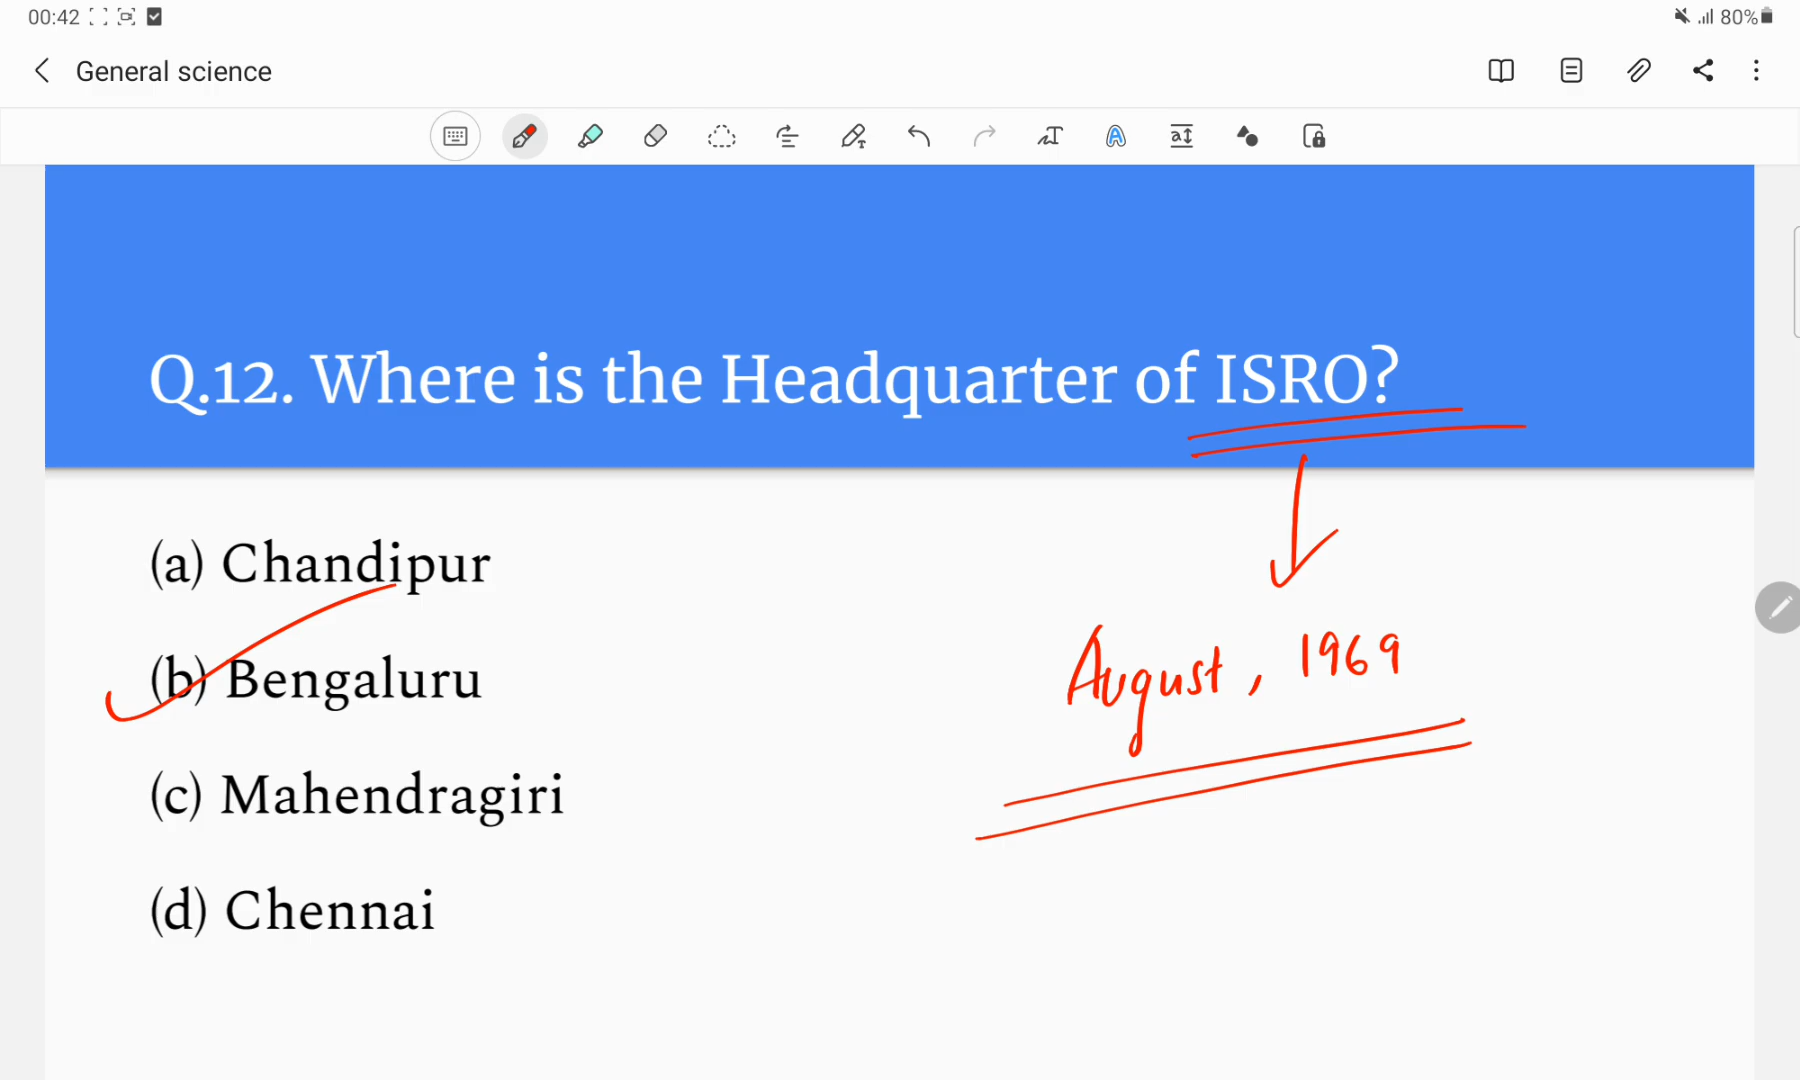 00:42
80%
General science
Q.12. Where is the Headquarter of ISRO?
(a) Chandipur
(b) Bengaluru
(c) Mahendragiri
(d) Chennai
August, 1969